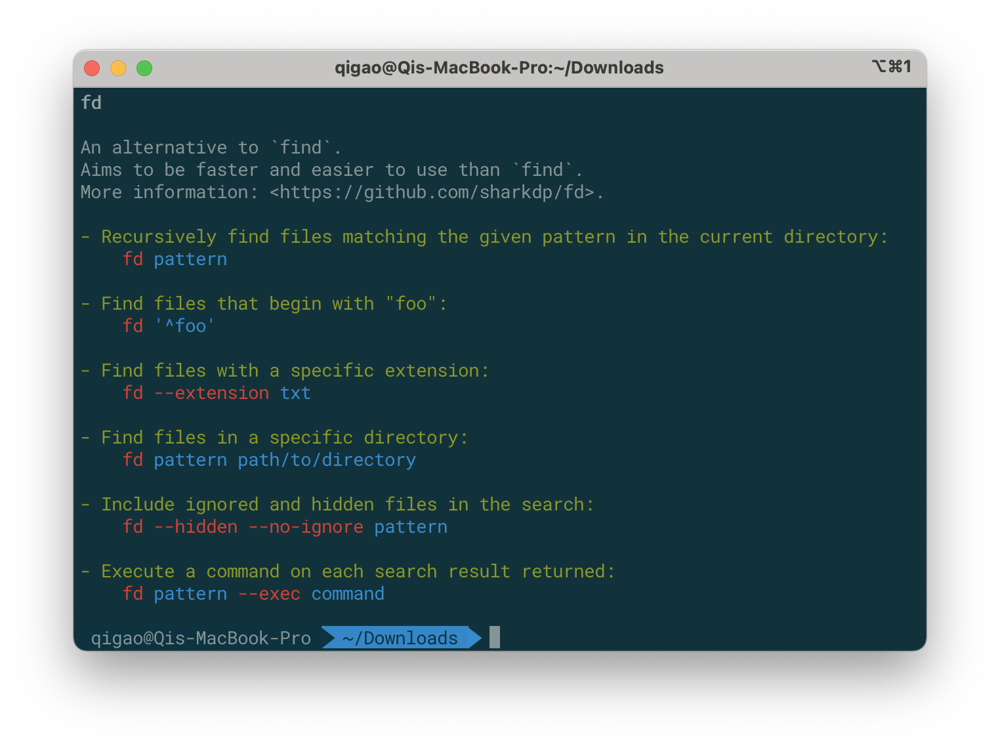 qigao@Qis-MacBook-Pro:~/Downloads ⌥⌘1
fd
An alternative to `find`.
Aims to be faster and easier to use than `find`.
More information: <https://github.com/sharkdp/fd>.
- Recursively find files matching the given pattern in the current directory:
fd pattern
- Find files that begin with "foo":
fd '^foo'
- Find files with a specific extension:
fd --extension txt
- Find files in a specific directory:
fd pattern path/to/directory
- Include ignored and hidden files in the search:
fd --hidden --no-ignore pattern
- Execute a command on each search result returned:
fd pattern --exec command
qigao@Qis-MacBook-Pro ~/Downloads